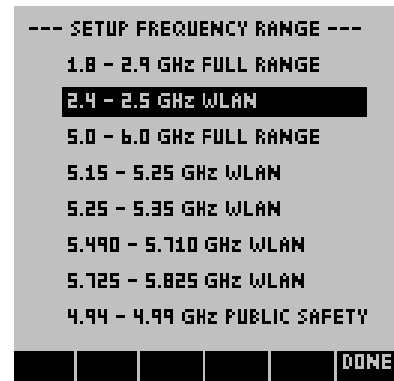 --- SETUP FREQUENCY RANGE ---
1.8 - 2.9 GHz FULL RANGE
2.4 - 2.5 GHz WLAN
5.0 - 6.0 GHz FULL RANGE
5.15 - 5.25 GHz WLAN
5.25 - 5.35 GHz WLAN
5.490 - 5.710 GHz WLAN
5.725 - 5.825 GHz WLAN
4.94 - 4.99 GHz PUBLIC SAFETY
DONE